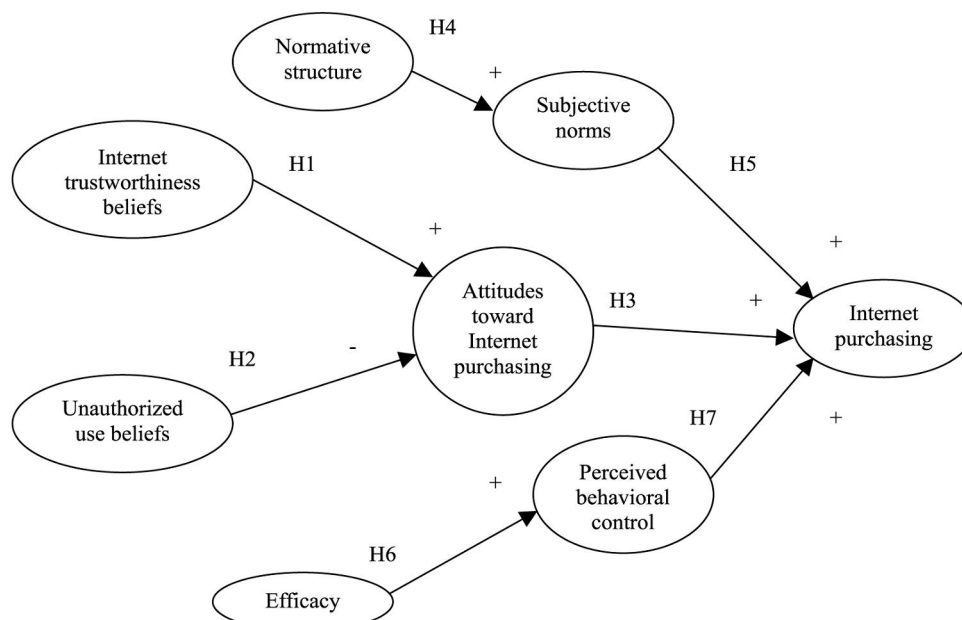 H4
Normative
structure
+
Subjective
norms
Internet
trustworthiness
beliefs
H1
H5
+
+
Attitudes
toward
Internet
purchasing
H3
+
Internet
purchasing
H2
-
Unauthorized
use beliefs
H7
+
+
Perceived
behavioral
control
H6
Efficacy